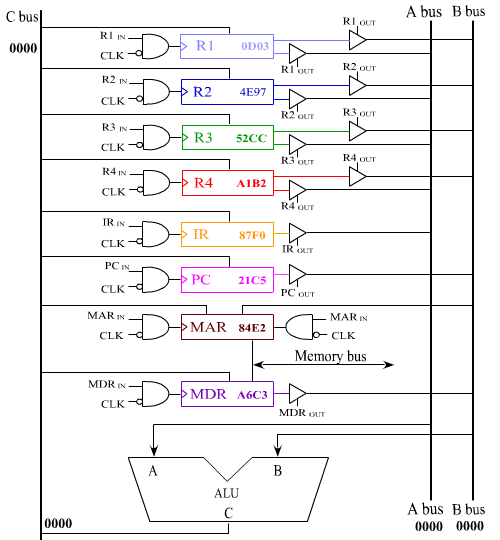 C bus
A bus
B bus
0000
R1 OUT
R1 IN
CLK
R1
0D03
R1 OUT
R2 OUT
R2 IN
CLK
R2
4E97
R2 OUT
R3 OUT
R3 IN
CLK
R3
52CC
R3 OUT
R4 OUT
R4 IN
CLK
R4
A1B2
R4 OUT
IR IN
CLK
IR
87F0
IR OUT
PC IN
CLK
PC
21C5
PC OUT
MAR IN
CLK
MAR
84E2
MAR IN
CLK
Memory bus
MDR IN
CLK
MDR
A6C3
MDR OUT
A
B
ALU
C
0000
A bus
0000
B bus
0000